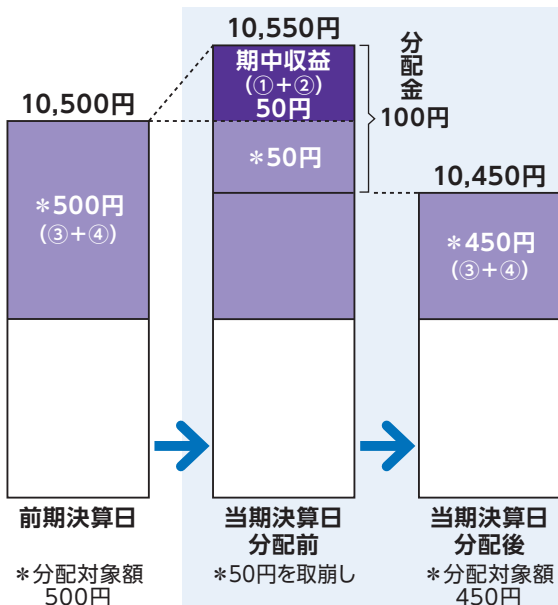 10,500円
＊500円
(③＋④)
前期決算日
＊分配対象額
500円
10,550円
期中収益
(①＋②)
50円
＊50円
分配金
100円
当期決算日
分配前
＊50円を取崩し
10,450円
＊450円
(③＋④)
当期決算日
分配後
＊分配対象額
450円